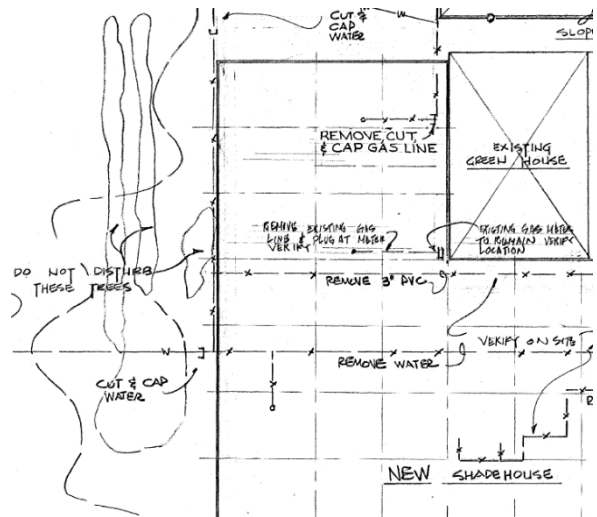 CUT &
CAP
WATER
W
SLOP
REMOVE, CUT,
& CAP GAS LINE
EXISTING
GREEN HOUSE
REMOVE EXISTING GAS
LINE & PLUG AT METER
VERIFY
EXISTING GAS METER
TO REMAIN VERIFY
LOCATION
DO NOT DISTURB
THESE TREES
REMOVE 3" PVC
VERIFY ON SITE
W
REMOVE WATER
CUT & CAP
WATER
R
NEW SHADEHOUSE